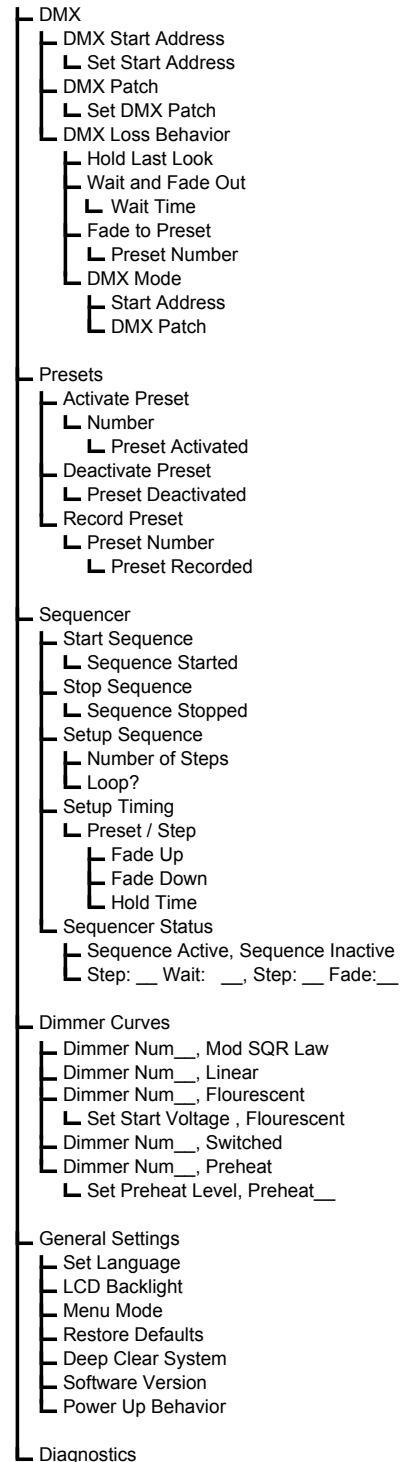 DMX
DMX Start Address
Set Start Address
DMX Patch
Set DMX Patch
DMX Loss Behavior
Hold Last Look
Wait and Fade Out
Wait Time
Fade to Preset
Preset Number
DMX Mode
Start Address
DMX Patch
Presets
Activate Preset
Number
Preset Activated
Deactivate Preset
Preset Deactivated
Record Preset
Preset Number
Preset Recorded
Sequencer
Start Sequence
Sequence Started
Stop Sequence
Sequence Stopped
Setup Sequence
Number of Steps
Loop?
Setup Timing
Preset / Step
Fade Up
Fade Down
Hold Time
Sequencer Status
Sequence Active, Sequence Inactive
Step: __ Wait: __, Step: __ Fade:__
Dimmer Curves
Dimmer Num__, Mod SQR Law
Dimmer Num__, Linear
Dimmer Num__, Flourescent
Set Start Voltage , Flourescent
Dimmer Num__, Switched
Dimmer Num__, Preheat
Set Preheat Level, Preheat__
General Settings
Set Language
LCD Backlight
Menu Mode
Restore Defaults
Deep Clear System
Software Version
Power Up Behavior
Diagnostics